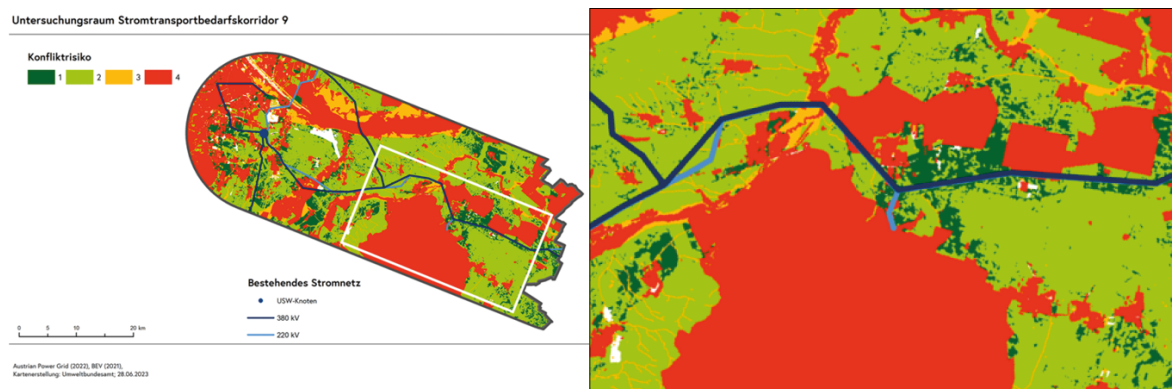 Untersuchungsraum Stromtransportbedarfskorridor 9
Konfliktrisiko
1 2 3 4
Bestehendes Stromnetz
USW-Knoten
380 kV
220 kV
0 5 10 20 km
Austrian Power Grid (2022), BEV (2021),
Kartenerstellung: Umweltbundesamt; 28.06.2023